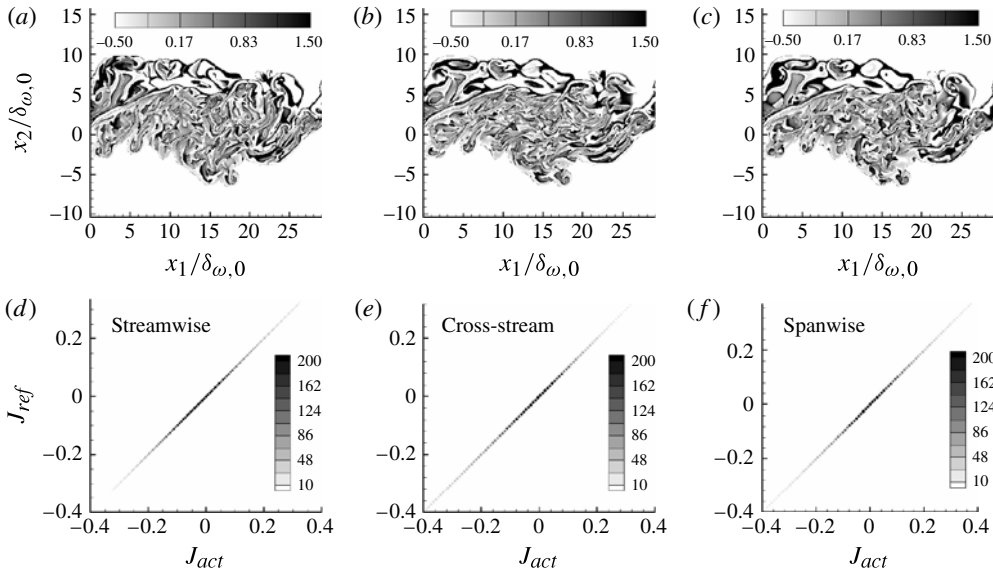 (a) (b) (c)
−0.50 0.17 0.83 1.50
−0.50 0.17 0.83 1.50
−0.50 0.17 0.83 1.50
x2/δω,0
15
10
5
0
−5
−10
0 5 10 15 20 25
x1/δω,0
15
10
5
0
−5
−10
0 5 10 15 20 25
x1/δω,0
15
10
5
0
−5
−10
0 5 10 15 20 25
x1/δω,0
(d) Streamwise
Jref
0.2
0
−0.2
−0.4
200
162
124
86
48
10
−0.4 −0.2 0 0.2 0.4
Jact
(e) Cross-stream
0.2
0
−0.2
−0.4
200
162
124
86
48
10
−0.4 −0.2 0 0.2 0.4
Jact
(f) Spanwise
0.2
0
−0.2
−0.4
200
162
124
86
48
10
−0.4 −0.2 0 0.2 0.4
Jact